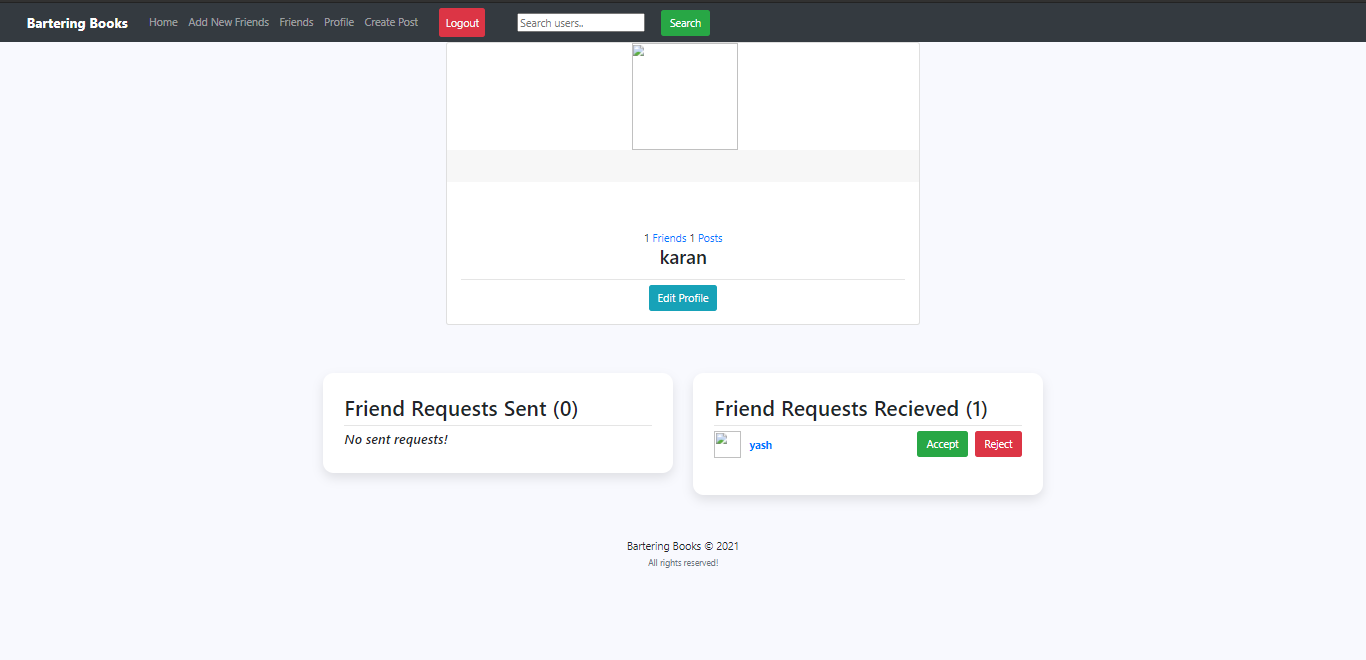 Bartering Books Home Add New Friends Friends Profile Create Post Logout Search users.. Search
1 Friends 1 Posts
karan
Edit Profile
Friend Requests Sent (0)
No sent requests!
Friend Requests Recieved (1)
yash Accept Reject
Bartering Books © 2021
All rights reserved!